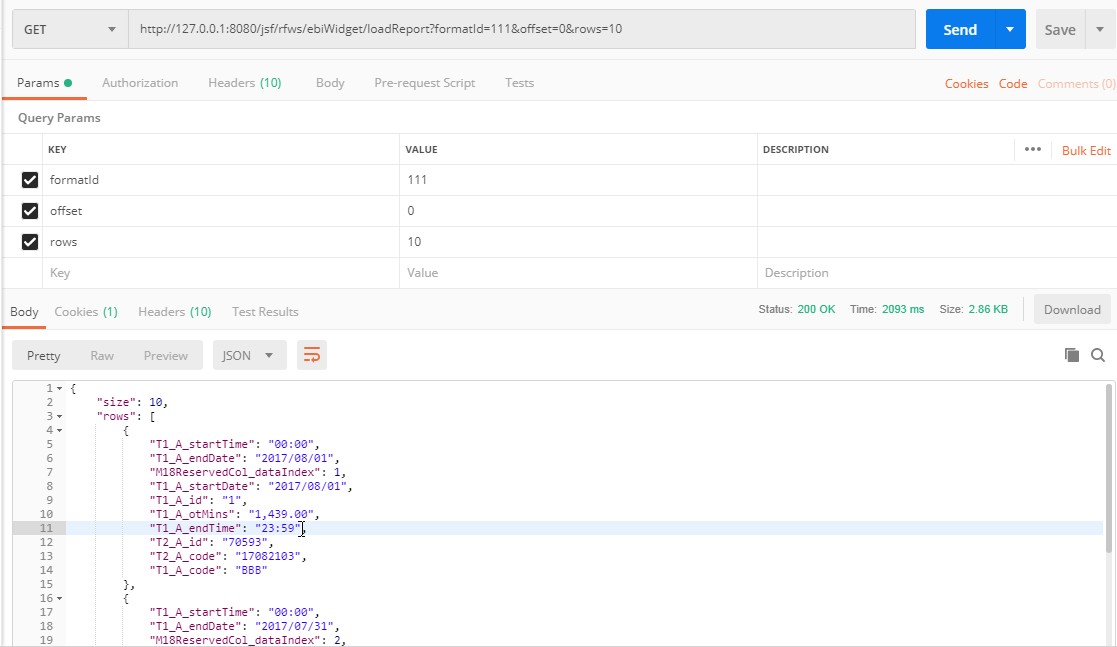 GET http://127.0.0.1:8080/jsf/rfws/ebiWidget/loadReport?formatId=111&offset=0&rows=10 Send Save
Params Authorization Headers (10) Body Pre-request Script Tests Cookies Code Comments (0)
Query Params
KEY VALUE DESCRIPTION ••• Bulk Edit
formatId 111
offset 0
rows 10
Key Value Description
Body Cookies (1) Headers (10) Test Results Status: 200 OK Time: 2093 ms Size: 2.86 KB Download
Pretty Raw Preview JSON
1 {
2 "size": 10,
3 "rows": [
4 {
5 "T1_A_startTime": "00:00",
6 "T1_A_endDate": "2017/08/01",
7 "M18ReservedCol_dataIndex": 1,
8 "T1_A_startDate": "2017/08/01",
9 "T1_A_id": "1",
10 "T1_A_otMins": "1,439.00",
11 "T1_A_endTime": "23:59",
12 "T2_A_id": "70593",
13 "T2_A_code": "17082103",
14 "T1_A_code": "BBB"
15 },
16 {
17 "T1_A_startTime": "00:00",
18 "T1_A_endDate": "2017/07/31",
19 "M18ReservedCol_dataIndex": 2,